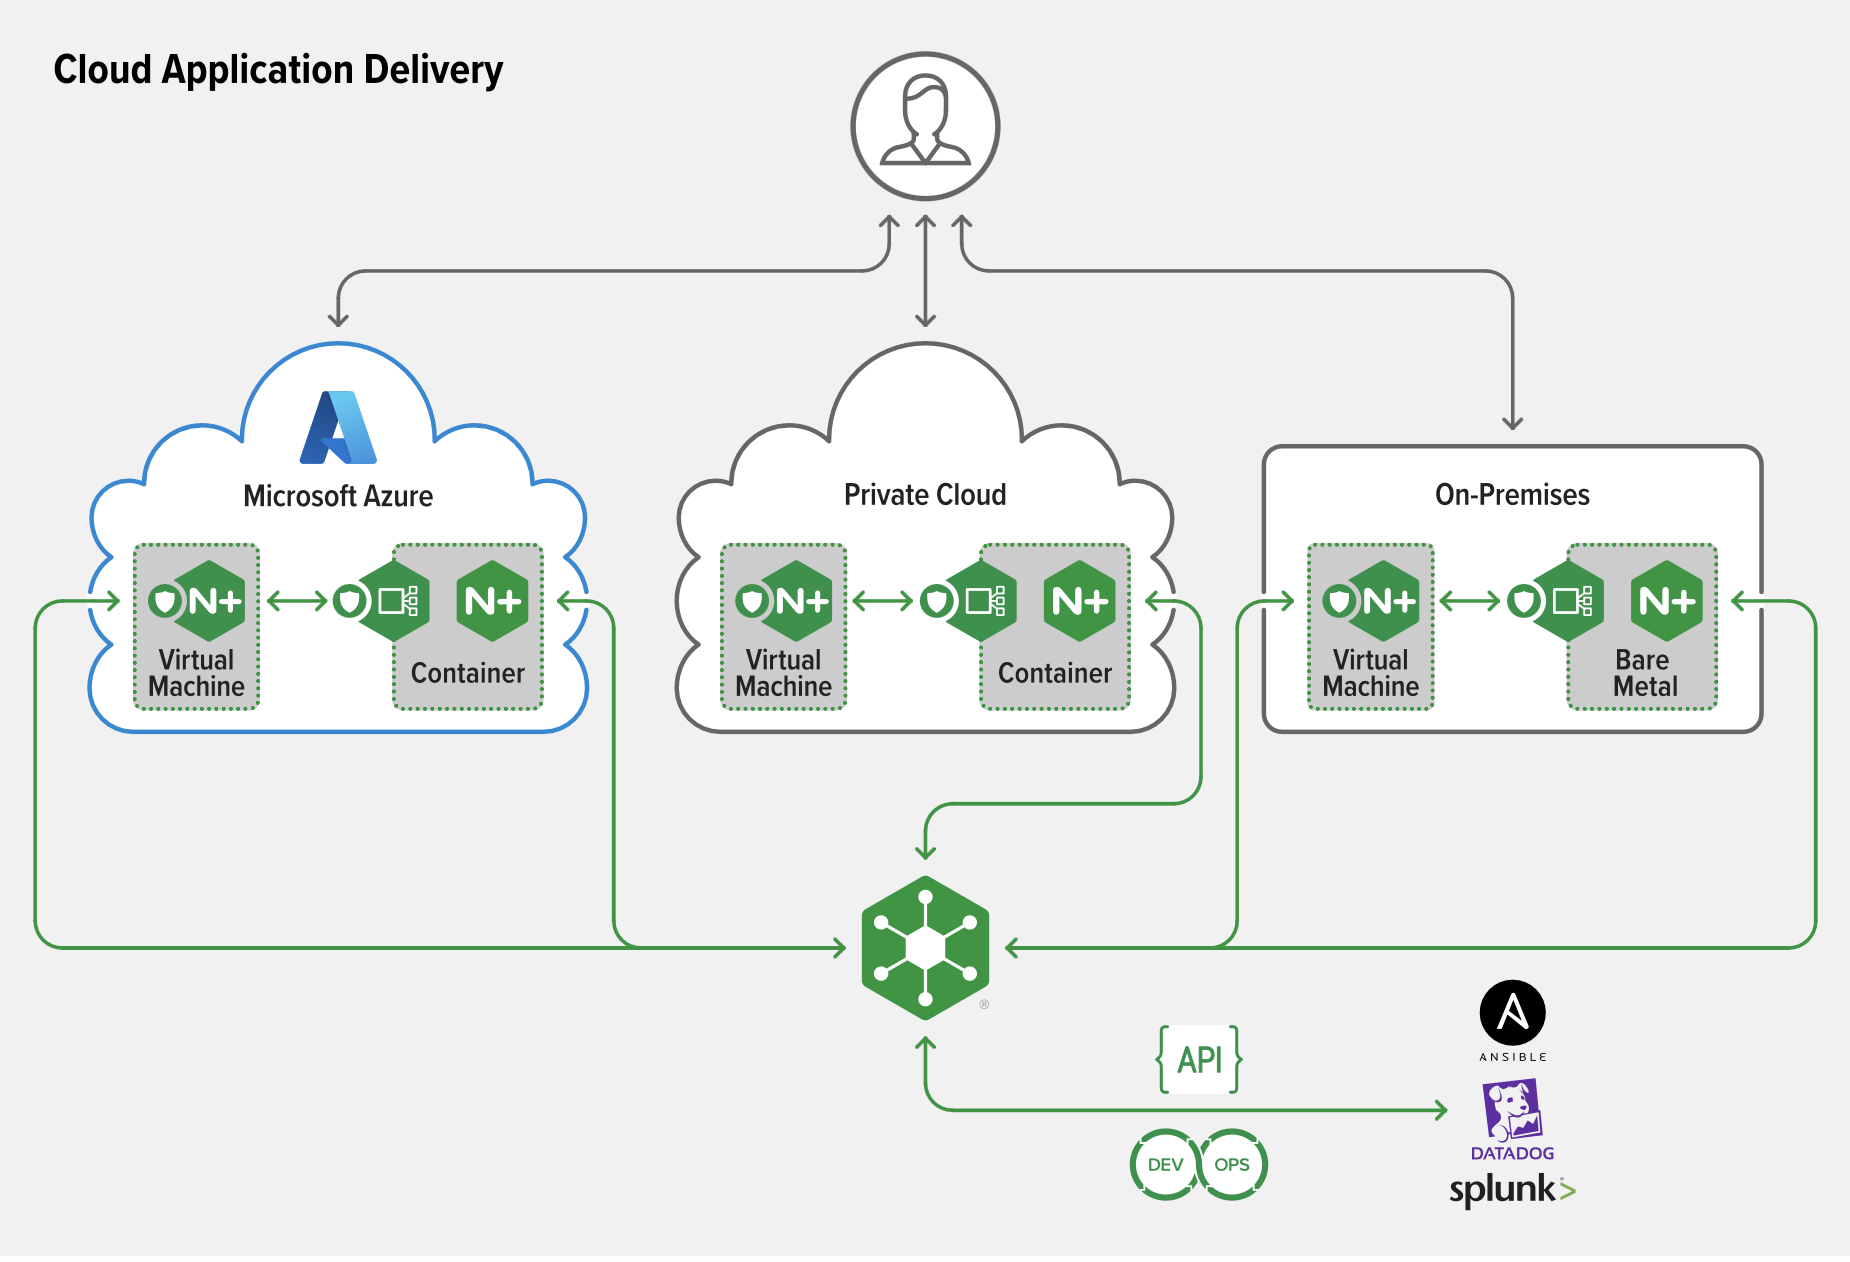 Cloud Application Delivery
Microsoft Azure
N+
Virtual
Machine
N+
Container
Private Cloud
N+
Virtual
Machine
N+
Container
On-Premises
N+
Virtual
Machine
N+
Bare
Metal
®
{API}
DEV OPS
ANSIBLE
DATADOG
splunk>